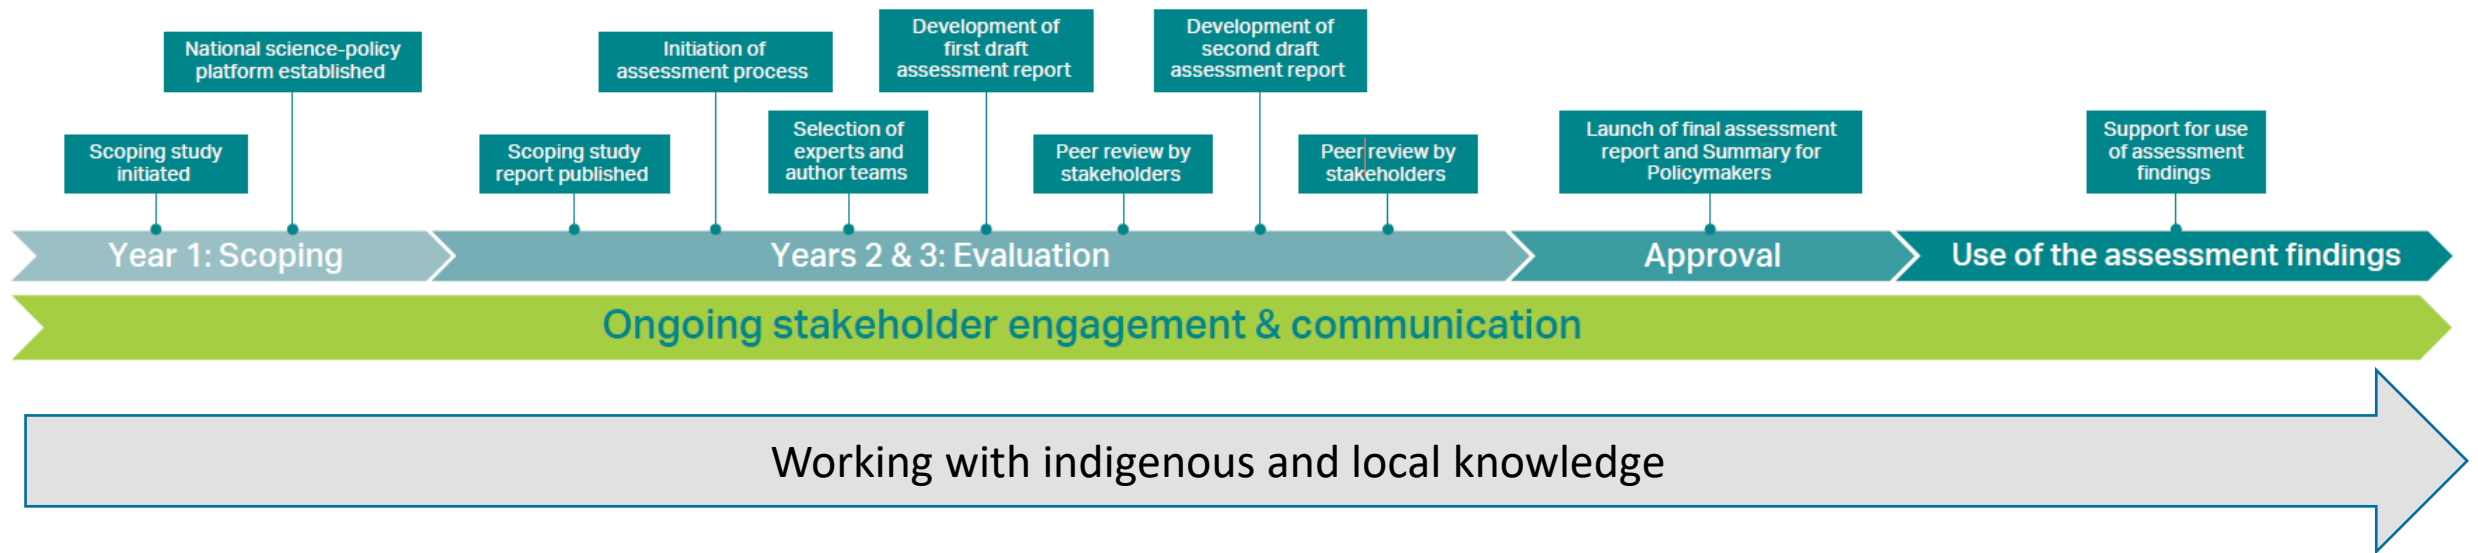 Scoping study
initiated
National science-policy
platform established
Scoping study
report published
Initiation of
assessment process
Selection of
experts and
author teams
Development of
first draft
assessment report
Peer review by
stakeholders
Development of
second draft
assessment report
Peer review by
stakeholders
Launch of final assessment
report and Summary for
Policymakers
Support for use
of assessment
findings
Year 1: Scoping
Years 2 & 3: Evaluation
Approval
Use of the assessment findings
Ongoing stakeholder engagement & communication
Working with indigenous and local knowledge